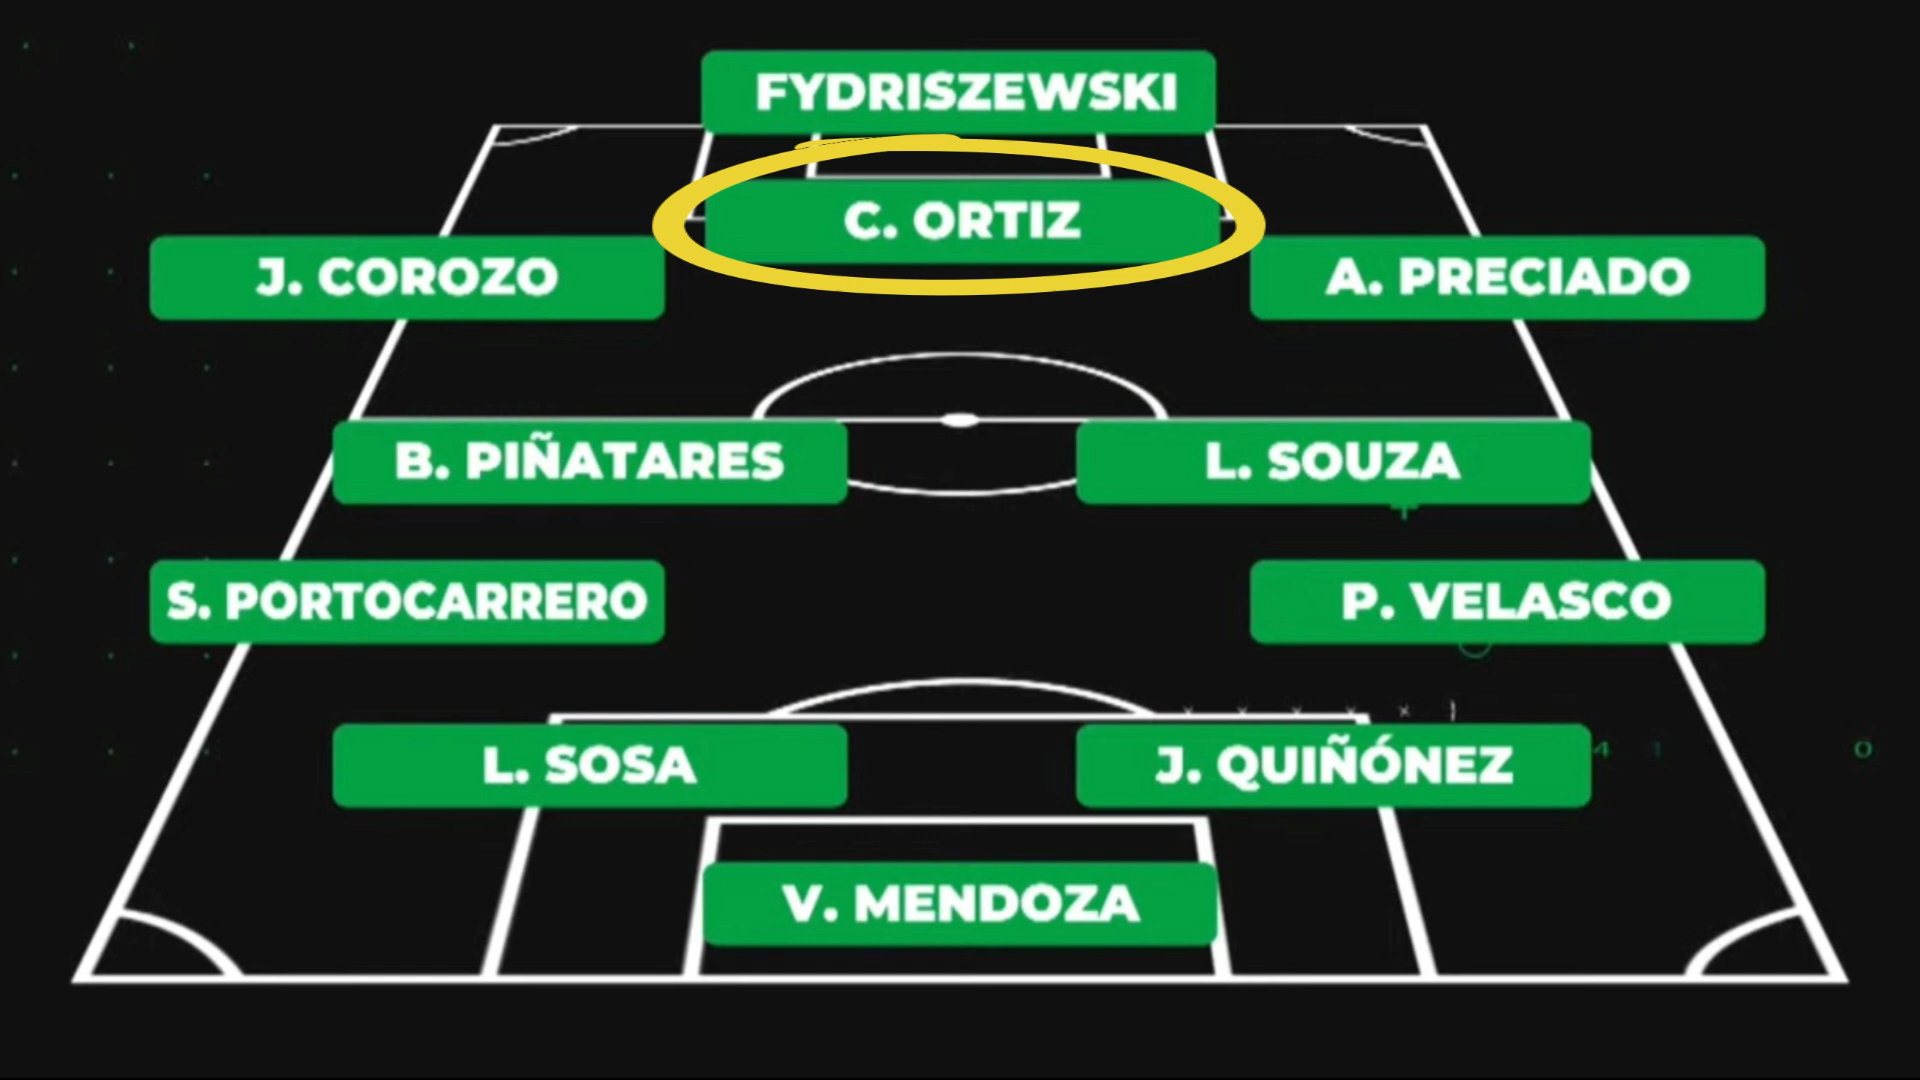 FYDRISZEWSKI
C. ORTIZ
J. COROZO
A. PRECIADO
B. PIÑATARES
L. SOUZA
S. PORTOCARRERO
P. VELASCO
L. SOSA
J. QUIÑÓNEZ
V. MENDOZA